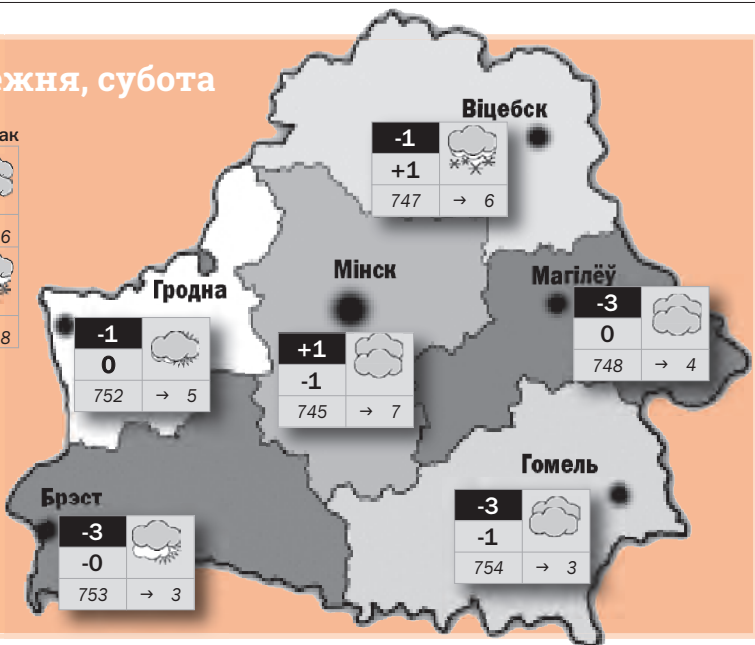 ежня, субота
ак
6
8
Віцебск
-1
+1
747 → 6
Мінск
+1
-1
745 → 7
Магілёў
-3
0
748 → 4
Гродна
-1
0
752 → 5
Гомель
-3
-1
754 → 3
Брэст
-3
-0
753 → 3